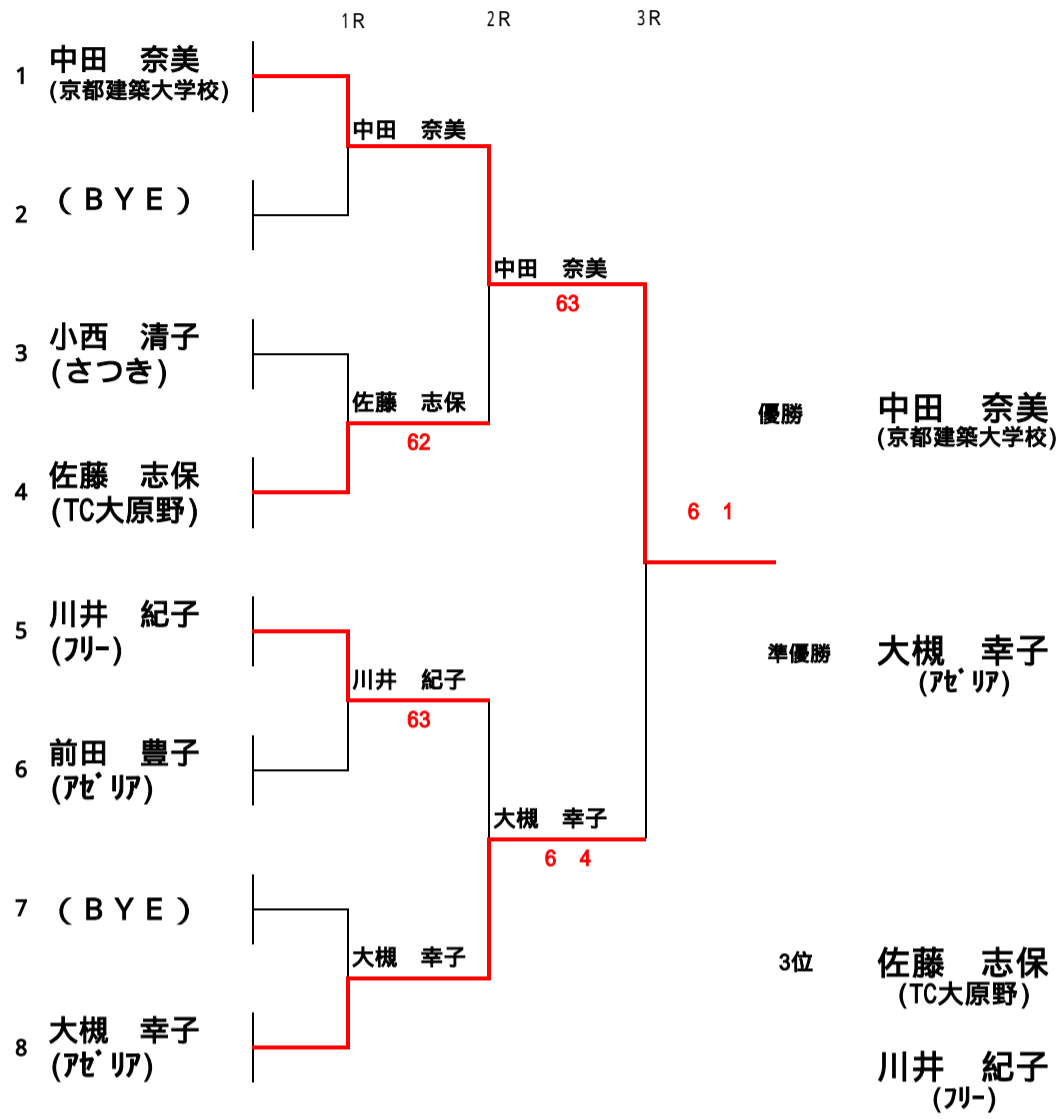 1R 2R 3R
1 中田　奈美
(京都建築大学校)
中田　奈美
2 （ＢＹＥ）
中田　奈美
63
3 小西　清子
(さつき)
佐藤　志保
62
4 佐藤　志保
(TC大原野)
優勝 中田　奈美
(京都建築大学校)
6 1
5 川井　紀子
(ﾌﾘｰ)
川井　紀子
63
準優勝 大槻　幸子
(ｱｾﾞﾘｱ)
6 前田　豊子
(ｱｾﾞﾘｱ)
大槻　幸子
6 4
7 （ＢＹＥ）
大槻　幸子
8 大槻　幸子
(ｱｾﾞﾘｱ)
3位 佐藤　志保
(TC大原野)
川井　紀子
(ﾌﾘｰ)